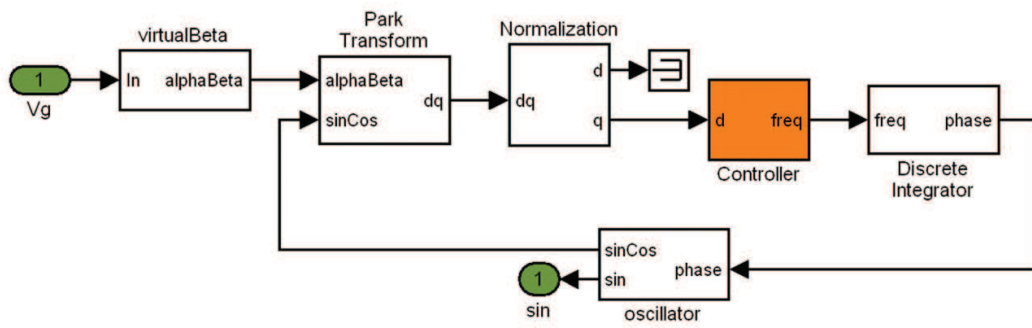 virtualBeta
In
alphaBeta
1
Vg
Park
Transform
alphaBeta
sinCos
dq
Normalization
dq
d
q
d
freq
Controller
freq
phase
Discrete
Integrator
sinCos
sin
phase
oscillator
1
sin